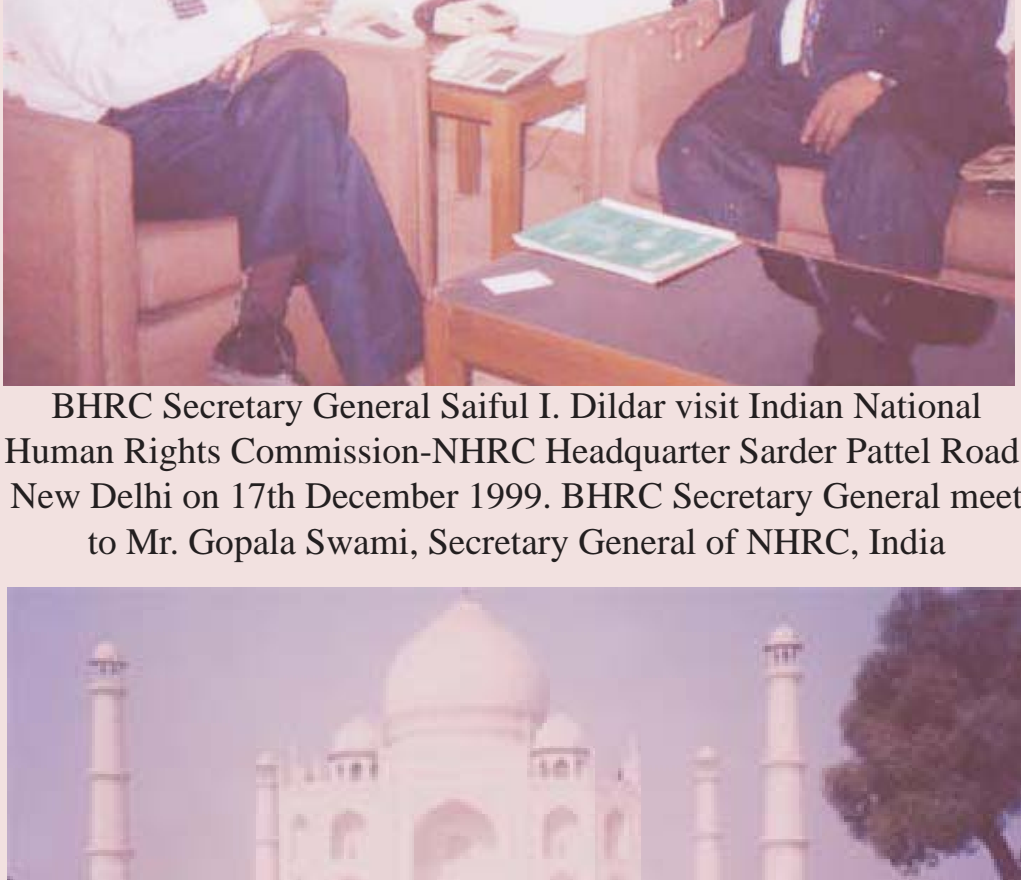 BHRC Secretary General Saiful I. Dildar visit Indian National
Human Rights Commission-NHRC Headquarter Sarder Pattel Road
New Delhi on 17th December 1999. BHRC Secretary General meet
to Mr. Gopala Swami, Secretary General of NHRC, India